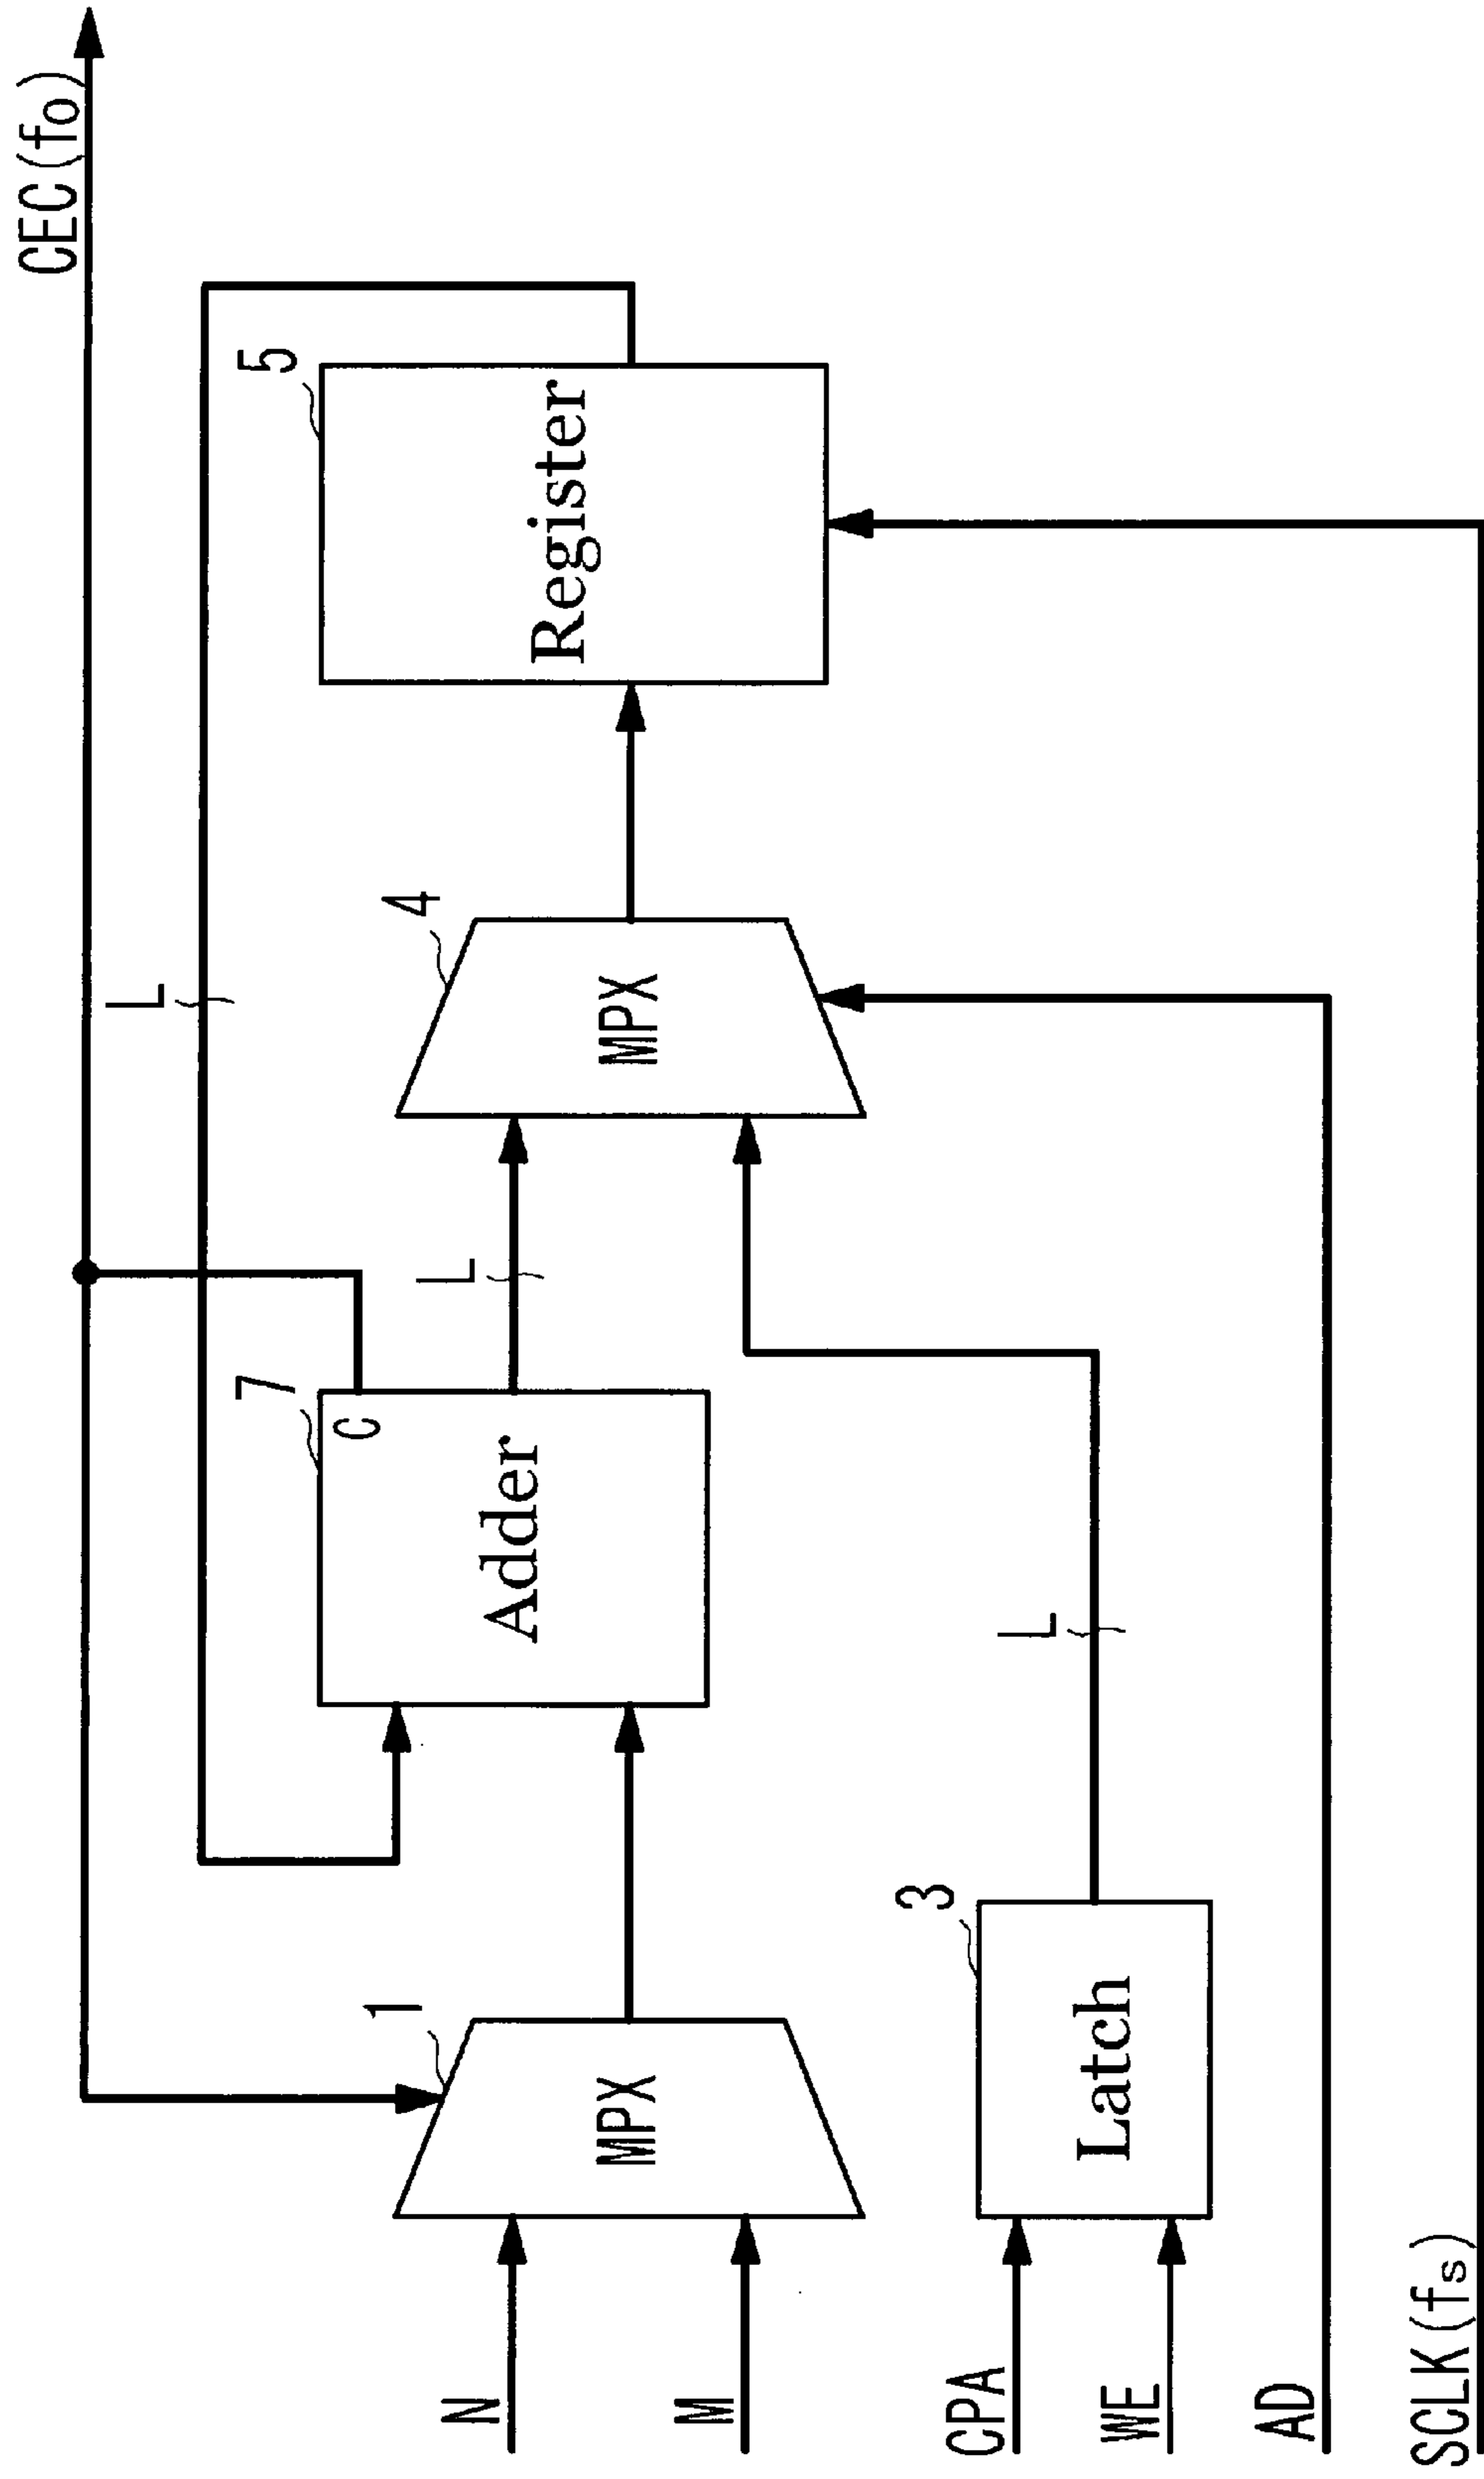 CEC(fo)
L
5
Register
4
MPX
L
7
C
Adder
1
MPX
L
3
Latch
N
M
CPA
WE
AD
SCLK(fs)